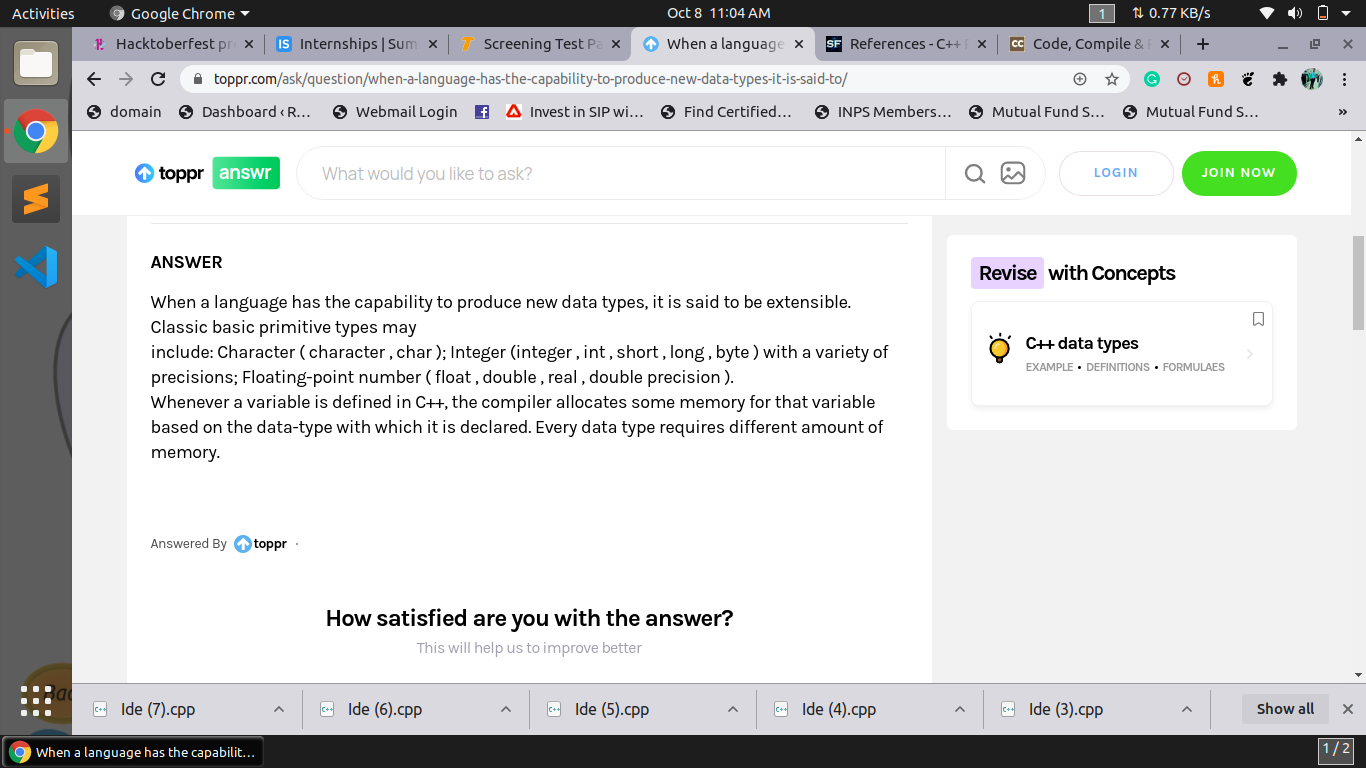 Activities
Google Chrome
Oct 8 11:04 AM
1
0.77 KB/s
Hacktoberfest pr
Internships | Sum
Screening Test Pa
When a language
References - C++
Code, Compile &
toppr.com/ask/question/when-a-language-has-the-capability-to-produce-new-data-types-it-is-said-to/
domain
Dashboard ‹ R...
Webmail Login
Invest in SIP wi...
Find Certified...
INPS Members...
Mutual Fund S...
Mutual Fund S...
toppr answr
What would you like to ask?
LOGIN
JOIN NOW
ANSWER
When a language has the capability to produce new data types, it is said to be extensible.
Classic basic primitive types may
include: Character ( character , char ); Integer (integer , int , short , long , byte ) with a variety of
precisions; Floating-point number ( float , double , real , double precision ).
Whenever a variable is defined in C++, the compiler allocates some memory for that variable
based on the data-type with which it is declared. Every data type requires different amount of
memory.
Answered By toppr ·
How satisfied are you with the answer?
This will help us to improve better
Revise with Concepts
C++ data types
EXAMPLE • DEFINITIONS • FORMULAES
Ide (7).cpp
Ide (6).cpp
Ide (5).cpp
Ide (4).cpp
Ide (3).cpp
Show all
When a language has the capabilit...
1 / 2